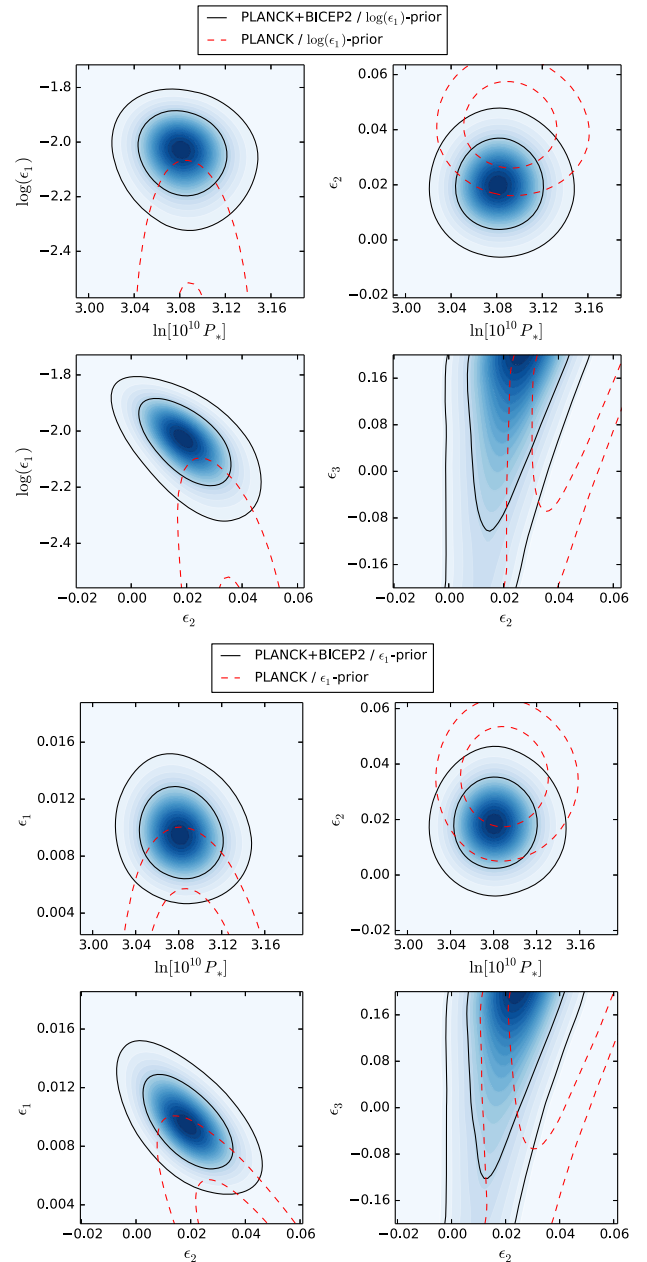 PLANCK+BICEP2 / log(ϵ₁)-prior
PLANCK / log(ϵ₁)-prior
−1.8
−2.0
−2.2
−2.4
log(ϵ₁)
3.00 3.04 3.08 3.12 3.16
ln[10¹⁰ P∗]
0.06
0.04
0.02
0.00
−0.02
ϵ₂
3.00 3.04 3.08 3.12 3.16
ln[10¹⁰ P∗]
−1.8
−2.0
−2.2
−2.4
log(ϵ₁)
−0.02 0.00 0.02 0.04 0.06
ϵ₂
0.16
0.08
0.00
−0.08
−0.16
ϵ₃
−0.02 0.00 0.02 0.04 0.06
ϵ₂
PLANCK+BICEP2 / ϵ₁-prior
PLANCK / ϵ₁-prior
0.016
0.012
0.008
0.004
ϵ₁
3.00 3.04 3.08 3.12 3.16
ln[10¹⁰ P∗]
0.06
0.04
0.02
0.00
−0.02
ϵ₂
3.00 3.04 3.08 3.12 3.16
ln[10¹⁰ P∗]
0.016
0.012
0.008
0.004
ϵ₁
−0.02 0.00 0.02 0.04 0.06
ϵ₂
0.16
0.08
0.00
−0.08
−0.16
ϵ₃
−0.02 0.00 0.02 0.04 0.06
ϵ₂